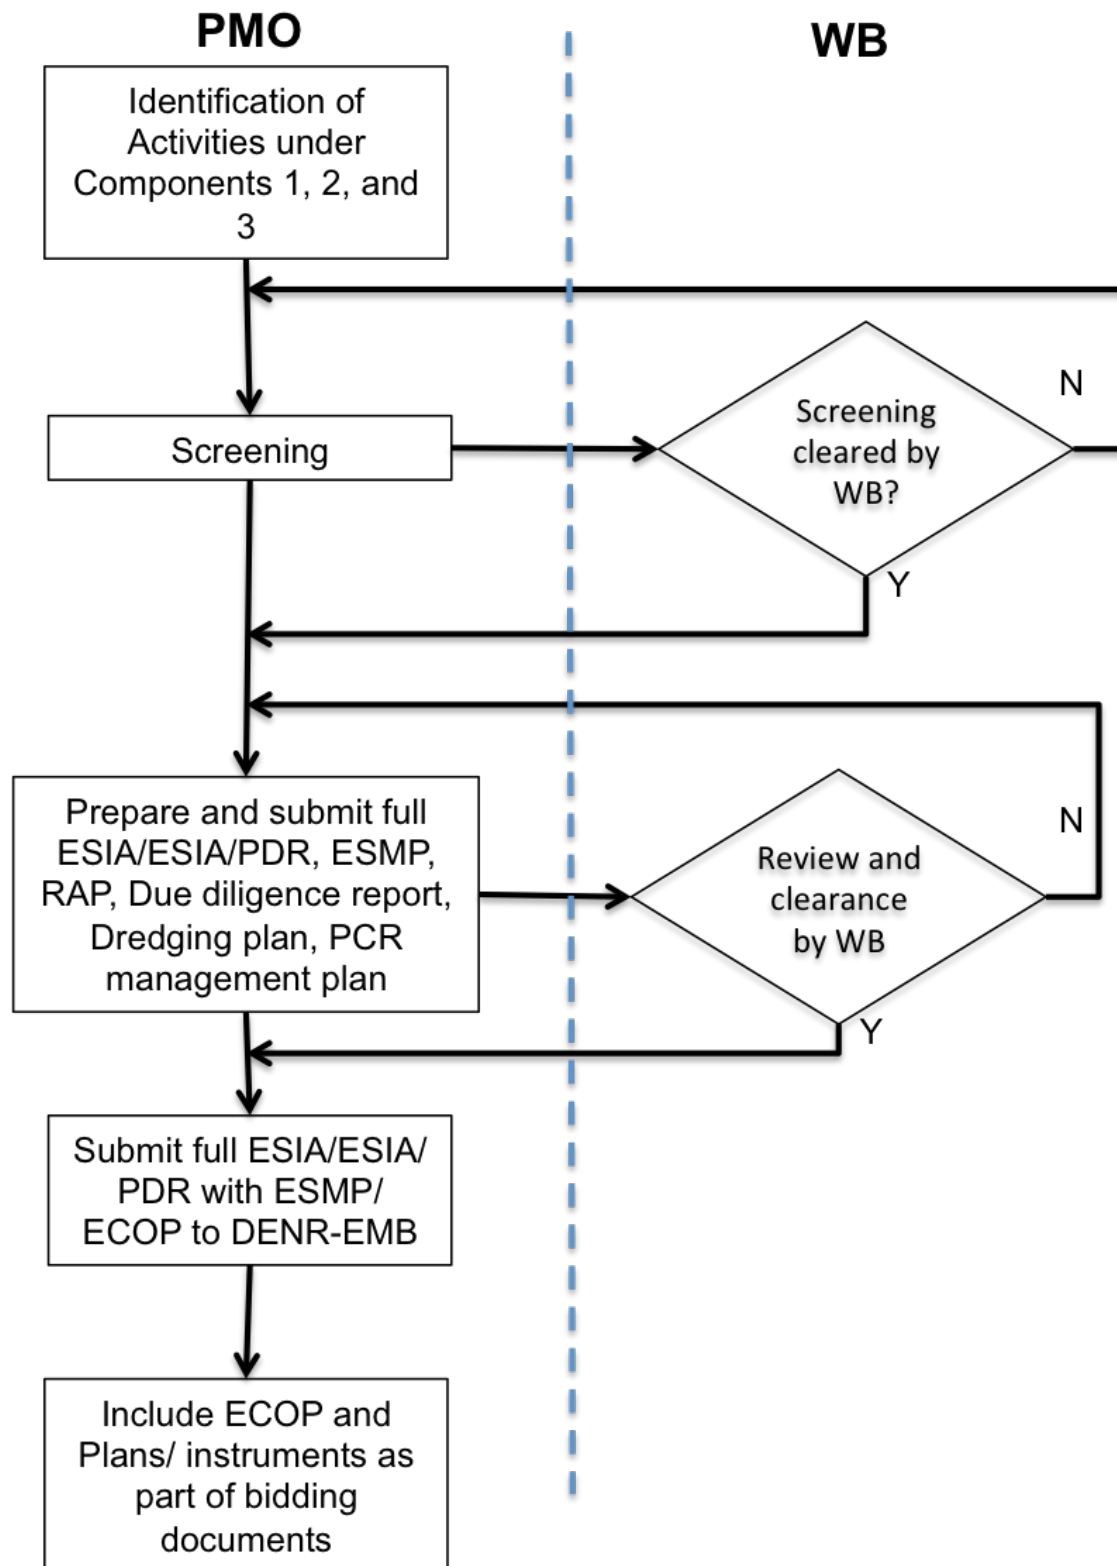 PMO
WB
Identification of
Activities under
Components 1, 2, and
3
Screening
Screening
cleared by
WB?
N
Y
Prepare and submit full
ESIA/ESIA/PDR, ESMP,
RAP, Due diligence report,
Dredging plan, PCR
management plan
Review and
clearance
by WB
N
Y
Submit full ESIA/ESIA/
PDR with ESMP/
ECOP to DENR-EMB
Include ECOP and
Plans/ instruments as
part of bidding
documents